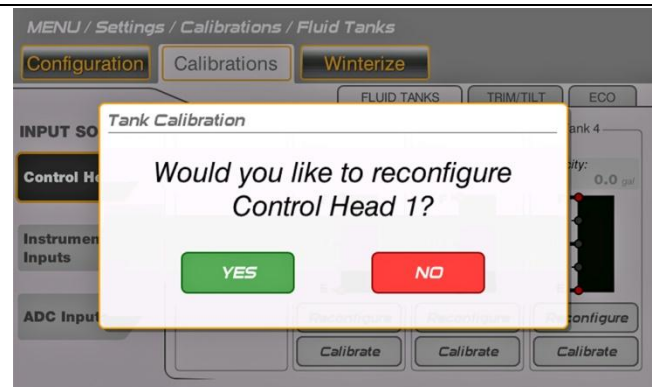 MENU / Settings / Calibrations / Fluid Tanks
Configuration Calibrations Winterize
FLUID TANKS TRIM/TILT ECO
Tank Calibration
INPUT SO
ank 4
Would you like to reconfigure
Control Head 1?
Control He
city:
0.0 gal
Instrumen
Inputs
YES NO
E
ADC Input
Reconfigure Reconfigure Reconfigure
Calibrate Calibrate Calibrate